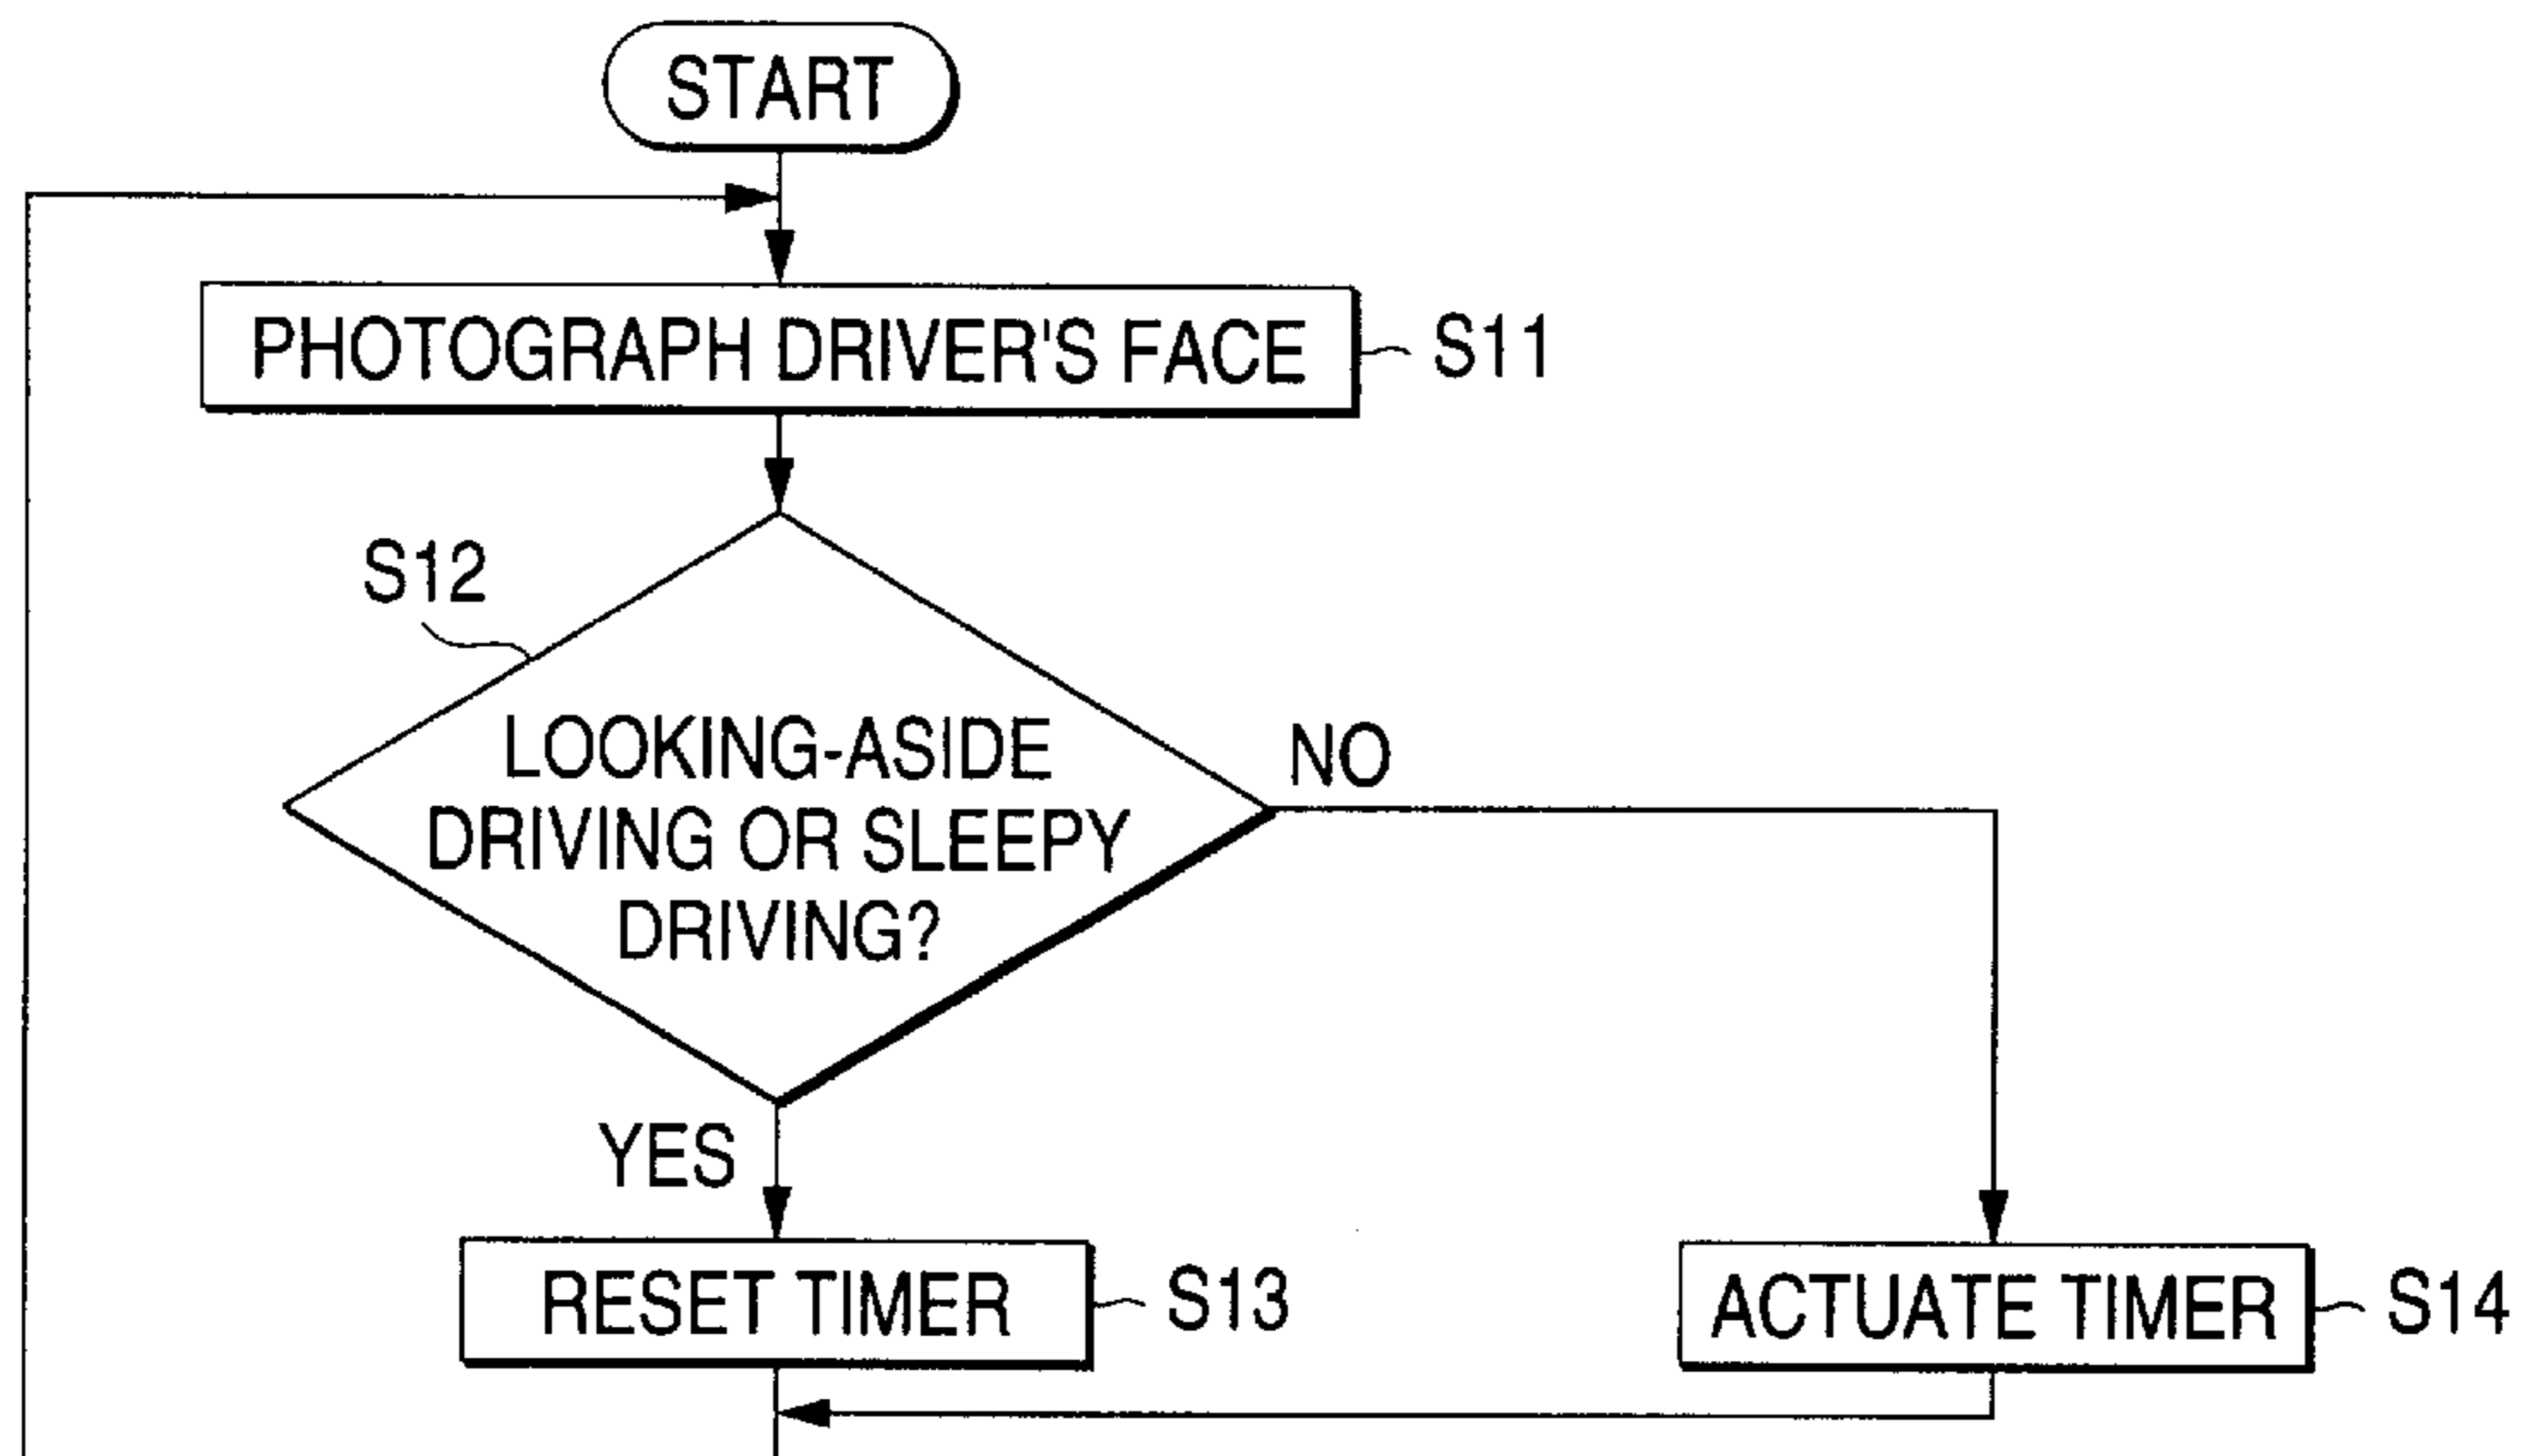 START
PHOTOGRAPH DRIVER'S FACE
S11
S12
LOOKING-ASIDE
DRIVING OR SLEEPY
DRIVING?
NO
YES
RESET TIMER
S13
ACTUATE TIMER
S14